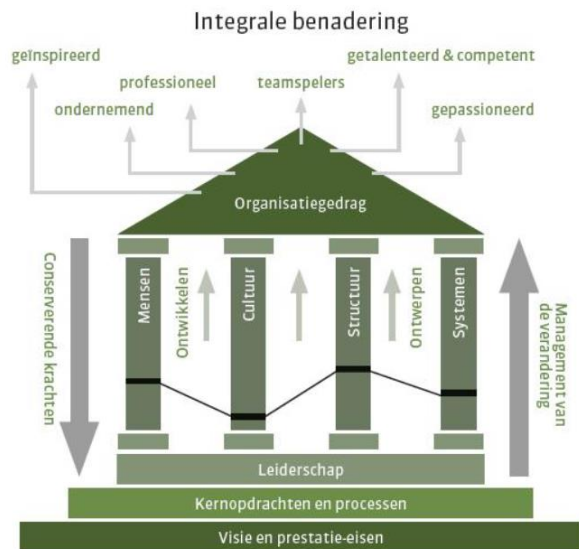 Integrale benadering
geïnspireerd
getalenteerd & competent
professioneel
teamspelers
ondernemend
gepassioneerd
Organisatiegedrag
Conserverende krachten
Mensen
Ontwikkelen
Cultuur
Structuur
Ontwerpen
Systemen
Management van
de verandering
Leiderschap
Kernopdrachten en processen
Visie en prestatie-eisen